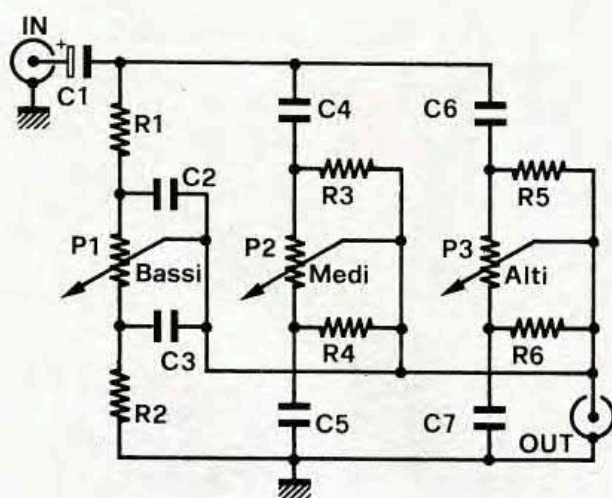 IN
+
C1
C4
C6
R1
C2
R3
R5
P1
Bassi
P2
Medi
P3
Alti
C3
R4
R6
R2
C5
C7
OUT